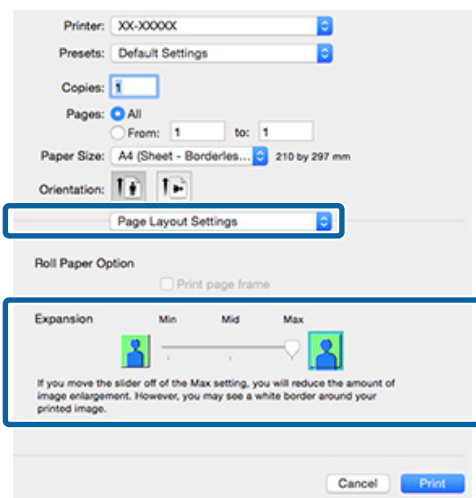 Printer: XX-XXXXX
Presets: Default Settings
Copies: 1
Pages: All
From: 1 to: 1
Paper Size: A4 (Sheet - Borderles... 210 by 297 mm
Orientation:
Page Layout Settings
Roll Paper Option
Print page frame
Expansion Min Mid Max
If you move the slider off of the Max setting, you will reduce the amount of
image enlargement. However, you may see a white border around your
printed image.
Cancel Print